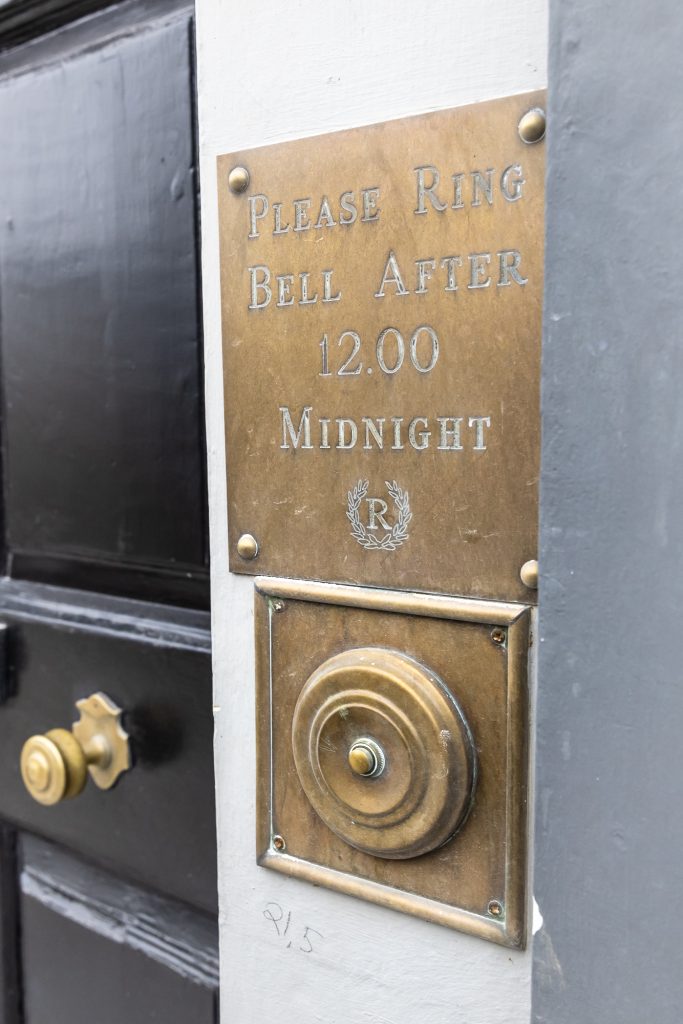 Please Ring
Bell After
12.00
Midnight
R